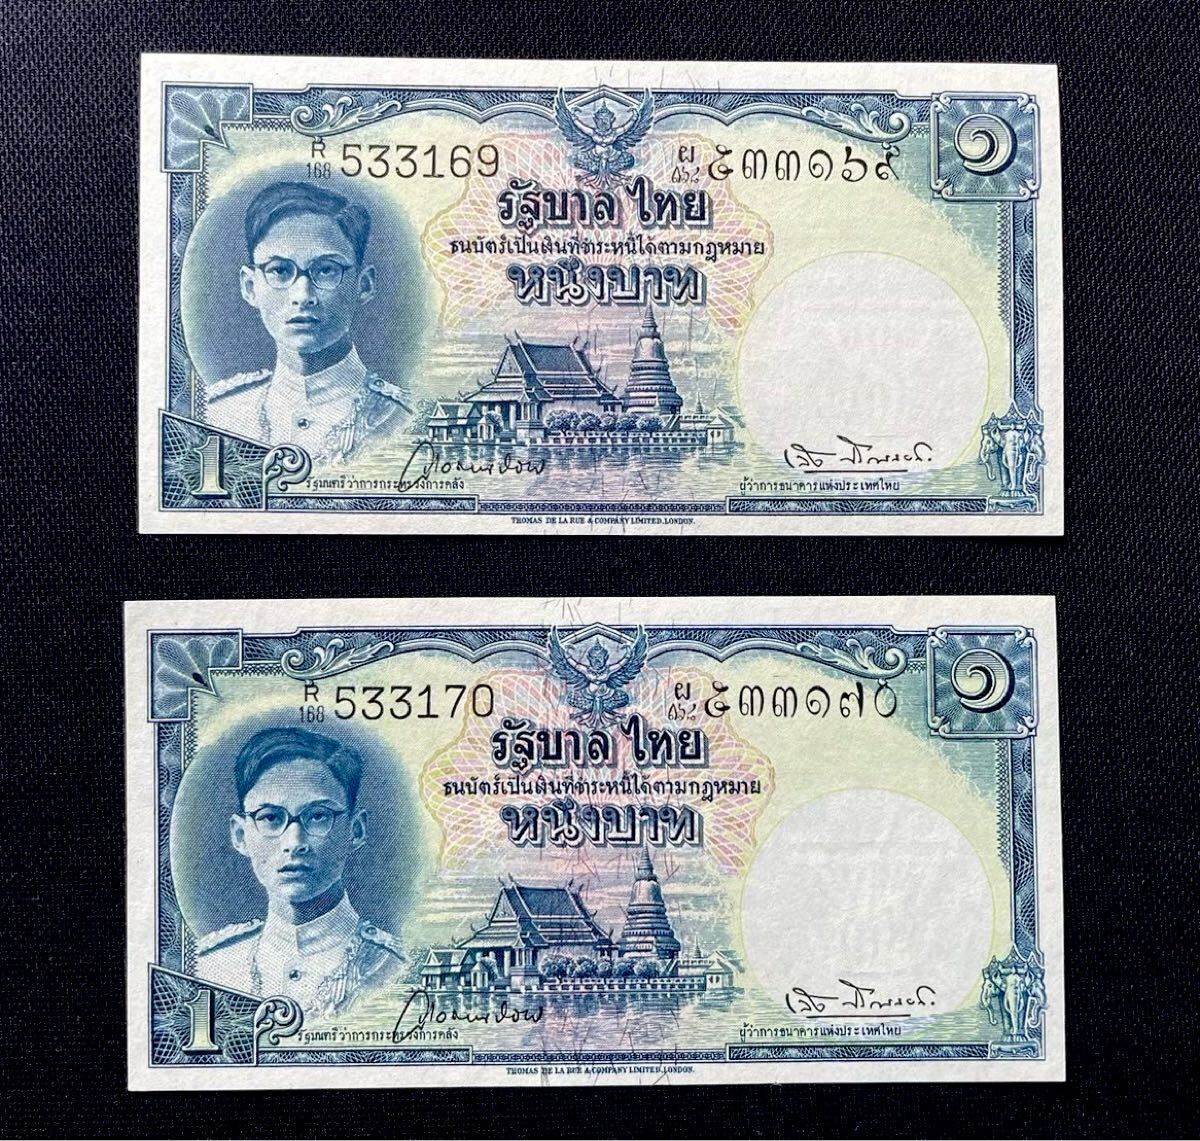 R
168 533169 ผ
๑๖๘ ๕๓๓๑๖๙ ๑
รัฐบาลไทย
ธนบัตร์เป็นเงินที่ชำระหนี้ได้ตามกฎหมาย
หนึ่งบาท
1
รัฐมนตรีว่าการกระทรวงการคลัง
ผู้ว่าการธนาคารแห่งประเทศไทย
THOMAS DE LA RUE & COMPANY LIMITED, LONDON.
R
168 533170 ผ
๑๖๘ ๕๓๓๑๗๐ ๑
รัฐบาลไทย
ธนบัตร์เป็นเงินที่ชำระหนี้ได้ตามกฎหมาย
หนึ่งบาท
1
รัฐมนตรีว่าการกระทรวงการคลัง
ผู้ว่าการธนาคารแห่งประเทศไทย
THOMAS DE LA RUE & COMPANY LIMITED, LONDON.